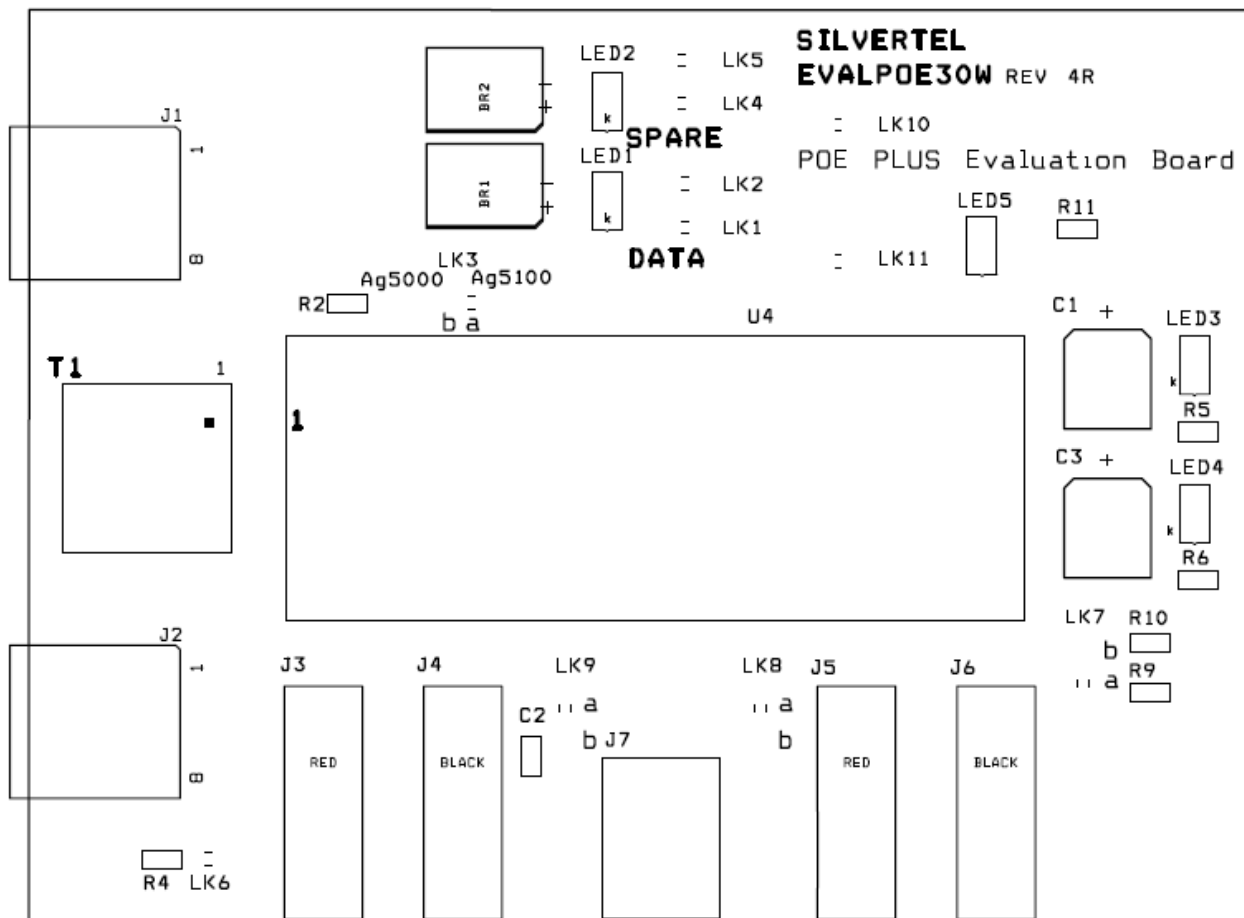 SILVERTEL
EVALPOE30W REV 4R
LED2
LK5
BR2
- +
k
LK4
SPARE
LK10
J1
1
8
LED1
BR1
- +
k
LK2
LK1
DATA
POE PLUS Evaluation Board
LED5
R11
LK11
LK3
Ag5000 Ag5100
R2
b a
U4
C1 +
LED3
k
R5
T1 1
1
C3 +
LED4
k
R6
LK7 R10
b
a R9
J2
1
8
J3
RED
J4
BLACK
C2
LK9
a
b
J7
LK8
a
b
J5
RED
J6
BLACK
R4 LK6